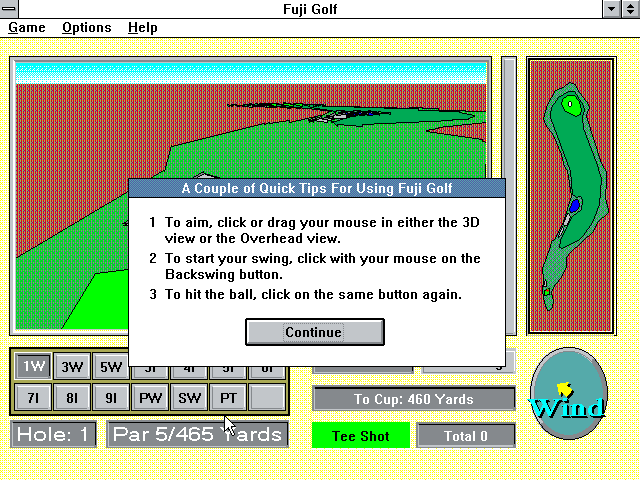 Fuji Golf
Game Options Help
A Couple of Quick Tips For Using Fuji Golf
1 To aim, click or drag your mouse in either the 3D
view or the Overhead view.
2 To start your swing, click with your mouse on the
Backswing button.
3 To hit the ball, click on the same button again.
Continue
1W 3W 5W 3I 4I 5I 6I
7I 8I 9I PW SW PT
To Cup: 460 Yards
Wind
Hole: 1 Par 5/465 Yards
Tee Shot Total 0